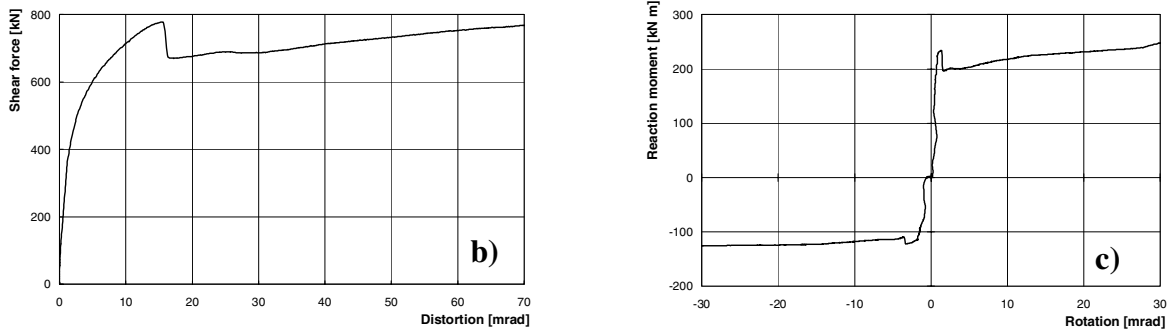 Shear force [kN]
800
600
400
200
0
0 10 20 30 40 50 60 70
Distortion [mrad]
b)
Reaction moment [kN m]
300
200
100
0
-100
-200
-30 -20 -10 0 10 20 30
Rotation [mrad]
c)